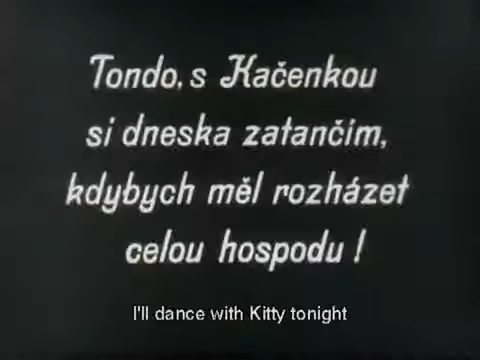 Tondo, s Kačenkou
si dneska zatančím,
kdybych měl rozházet
celou hospodu!
I'll dance with Kitty tonight